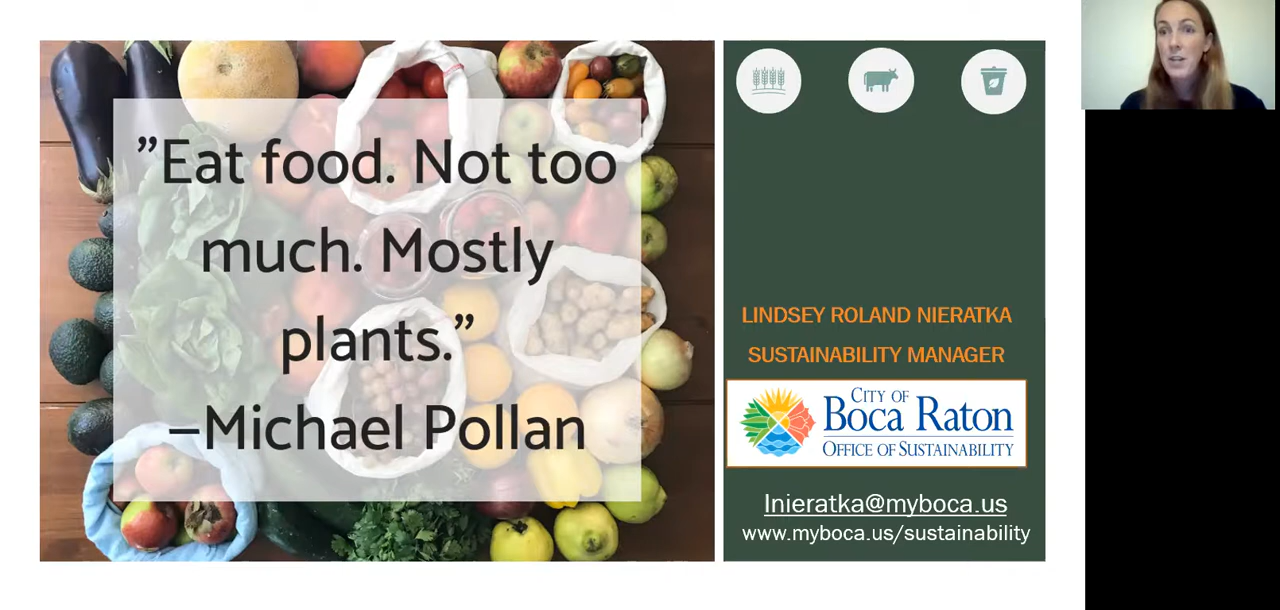 ”Eat food. Not too
much. Mostly
plants.”
–Michael Pollan
LINDSEY ROLAND NIERATKA
SUSTAINABILITY MANAGER
CITY OF
BOCA RATON
OFFICE OF SUSTAINABILITY
lnieratka@myboca.us
www.myboca.us/sustainability